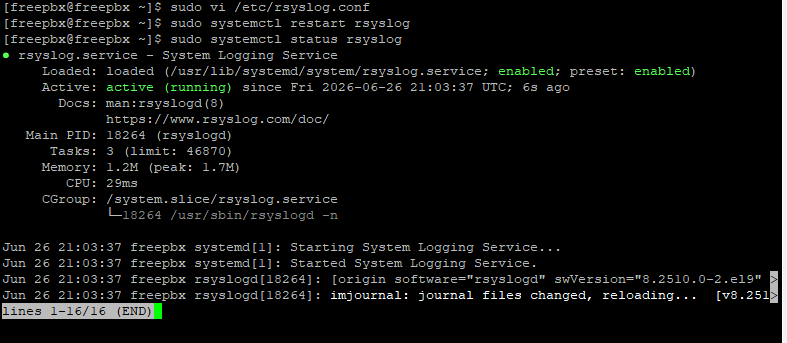 [freepbx@freepbx ~]$ sudo vi /etc/rsyslog.conf
[freepbx@freepbx ~]$ sudo systemctl restart rsyslog
[freepbx@freepbx ~]$ sudo systemctl status rsyslog
● rsyslog.service - System Logging Service
     Loaded: loaded (/usr/lib/systemd/system/rsyslog.service; enabled; preset: enabled)
     Active: active (running) since Fri 2026-06-26 21:03:37 UTC; 6s ago
       Docs: man:rsyslogd(8)
             https://www.rsyslog.com/doc/
   Main PID: 18264 (rsyslogd)
      Tasks: 3 (limit: 46870)
     Memory: 1.2M (peak: 1.7M)
        CPU: 29ms
     CGroup: /system.slice/rsyslog.service
             └─18264 /usr/sbin/rsyslogd -n
Jun 26 21:03:37 freepbx systemd[1]: Starting System Logging Service...
Jun 26 21:03:37 freepbx systemd[1]: Started System Logging Service.
Jun 26 21:03:37 freepbx rsyslogd[18264]: [origin software="rsyslogd" swVersion="8.2510.0-2.el9" >
Jun 26 21:03:37 freepbx rsyslogd[18264]: imjournal: journal files changed, reloading...  [v8.251>
lines 1-16/16 (END)